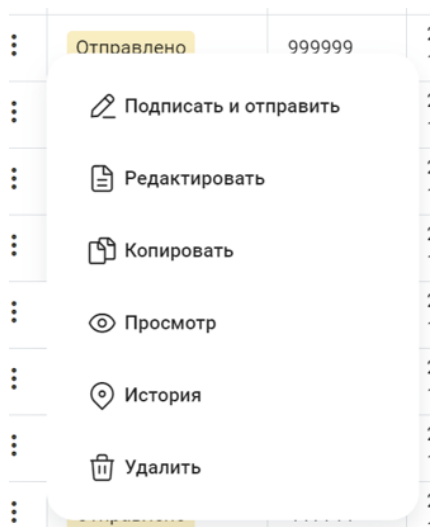 Отправлено 999999
Подписать и отправить
Редактировать
Копировать
Просмотр
История
Удалить